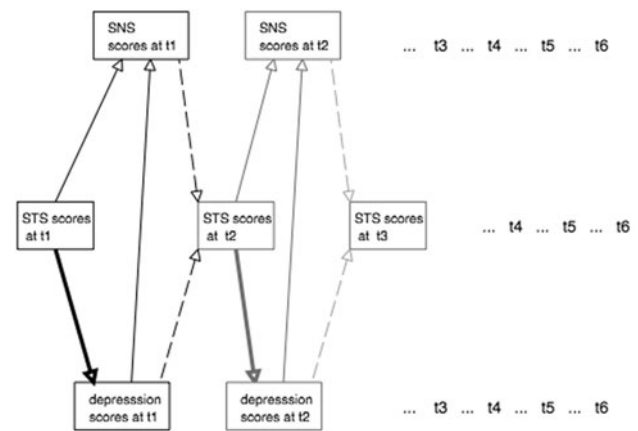 SNS
scores at t1
SNS
scores at t2
... t3 ... t4 ... t5 ... t6
STS scores
at t1
STS scores
at t2
STS scores
at t3
... t4 ... t5 ... t6
depresssion
scores at t1
depresssion
scores at t2
... t3 ... t4 ... t5 ... t6